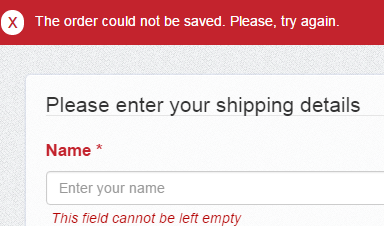 X The order could not be saved. Please, try again.
Please enter your shipping details
Name *
Enter your name
This field cannot be left empty